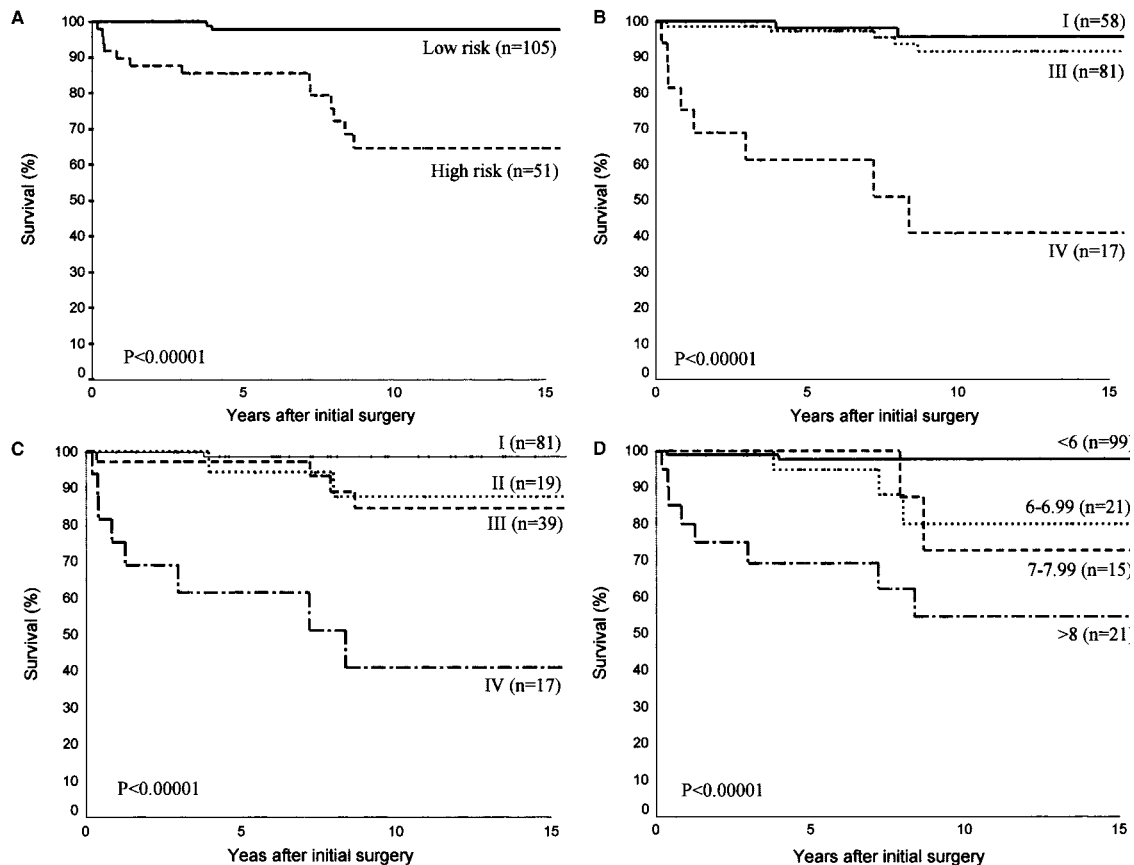 A
100
90
80
70
60
50
40
30
20
10
0
Survival (%)
Low risk (n=105)
High risk (n=51)
P<0.00001
0 5 10 15
Years after initial surgery
B
100
90
80
70
60
50
40
30
20
10
0
Survival (%)
I (n=58)
III (n=81)
IV (n=17)
P<0.00001
0 5 10 15
Years after initial surgery
C
100
90
80
70
60
50
40
30
20
10
0
Survival (%)
I (n=81)
II (n=19)
III (n=39)
IV (n=17)
P<0.00001
0 5 10 15
Yeas after initial surgery
D
100
90
80
70
60
50
40
30
20
10
0
Survival (%)
<6 (n=99)
6-6.99 (n=21)
7-7.99 (n=15)
>8 (n=21)
P<0.00001
0 5 10 15
Years after initial surgery